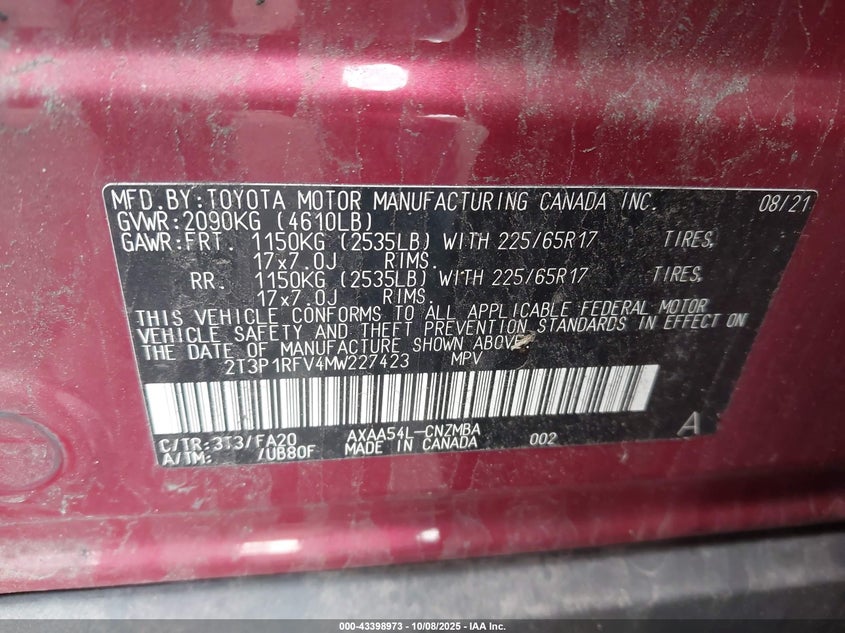 MFD.BY:TOYOTA MOTOR MANUFACTURING CANADA INC. 08/21
GVWR:2090KG (4610LB)
GAWR:FRT. 1150KG (2535LB) WITH 225/65R17 TIRES,
17x7.0J RIMS.
RR. 1150KG (2535LB) WITH 225/65R17 TIRES,
17x7.0J RIMS.
THIS VEHICLE CONFORMS TO ALL APPLICABLE FEDERAL MOTOR
VEHICLE SAFETY AND THEFT PREVENTION STANDARDS IN EFFECT ON
THE DATE OF MANUFACTURE SHOWN ABOVE.
2T3P1RFV4MW227423 MPV
C/TR:3T3/FA20 AXAA54L-CNZMBA 002 A
A/TM: /UB80F MADE IN CANADA
000-43398973 - 10/08/2025 - IAA Inc.